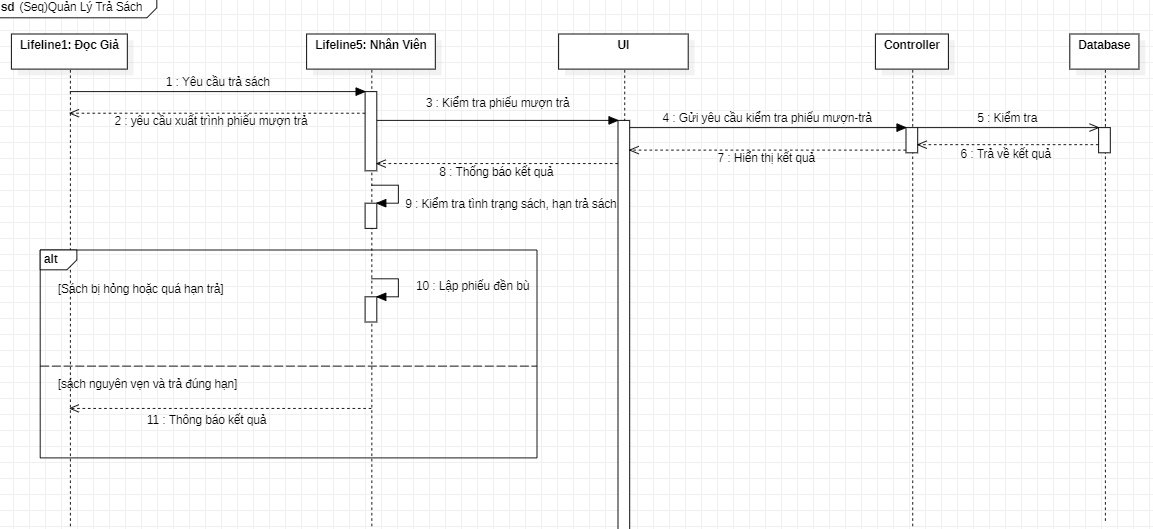 sd (Seq)Quản Lý Trả Sách
Lifeline1: Đọc Giả
Lifeline5: Nhân Viên
UI
Controller
Database
1 : Yêu cầu trả sách
2 : yêu cầu xuất trình phiếu mượn trả
3 : Kiểm tra phiếu mượn trả
4 : Gửi yêu cầu kiểm tra phiếu mượn-trả
5 : Kiểm tra
6 : Trả về kết quả
7 : Hiển thị kết quả
8 : Thông báo kết quả
9 : Kiểm tra tình trạng sách, hạn trả sách
alt
[Sách bị hỏng hoặc quá hạn trả]
10 : Lập phiếu đền bù
[sách nguyên vẹn và trả đúng hạn]
11 : Thông báo kết quả